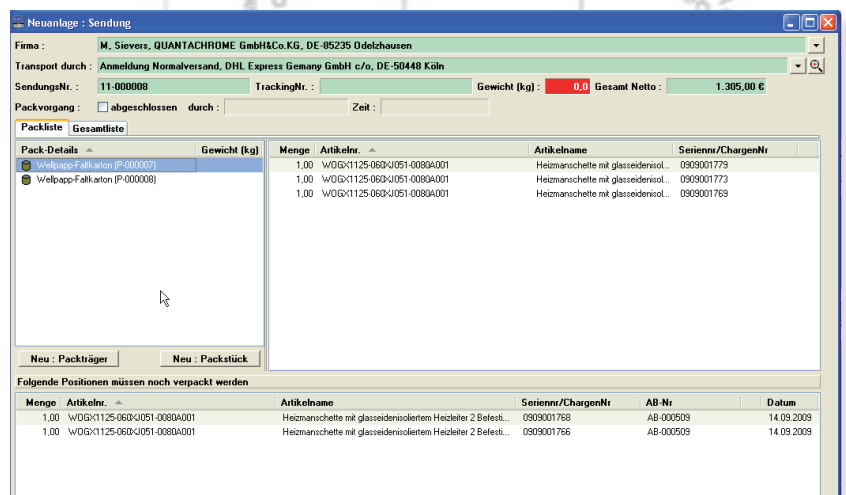 Neuanlage : Sendung
Firma : M, Sievers, QUANTACHROME GmbH&Co.KG, DE-85235 Odelzhausen
Transport durch : Anmeldung Normalversand, DHL Express Gemany GmbH c/o, DE-50448 Köln
SendungsNr. : 11-000008 TrackingNr. : Gewicht (kg) : 0,0 Gesamt Netto : 1.305,00 €
Packvorgang : abgeschlossen durch : Zeit :
Packliste Gesamtliste
Pack-Details Gewicht (kg)
Wellpapp-Faltkarton (P-000007)
Wellpapp-Faltkarton (P-000008)
Menge Artikelnr. Artikelname Seriennr/ChargenNr
1,00 WOGX1125-060XJ051-0080A001 Heizmanschette mit glasseidenisol... 0909001779
1,00 WOGX1125-060XJ051-0080A001 Heizmanschette mit glasseidenisol... 0909001773
1,00 WOGX1125-060XJ051-0080A001 Heizmanschette mit glasseidenisol... 0909001769
Neu : Packträger Neu : Packstück
Folgende Positionen müssen noch verpackt werden
Menge Artikelnr. Artikelname Seriennr/ChargenNr AB-Nr Datum
1,00 WOGX1125-060XJ051-0080A001 Heizmanschette mit glasseidenisoliertem Heizleiter 2 Befesti... 0909001768 AB-000509 14.09.2009
1,00 WOGX1125-060XJ051-0080A001 Heizmanschette mit glasseidenisoliertem Heizleiter 2 Befesti... 0909001766 AB-000509 14.09.2009